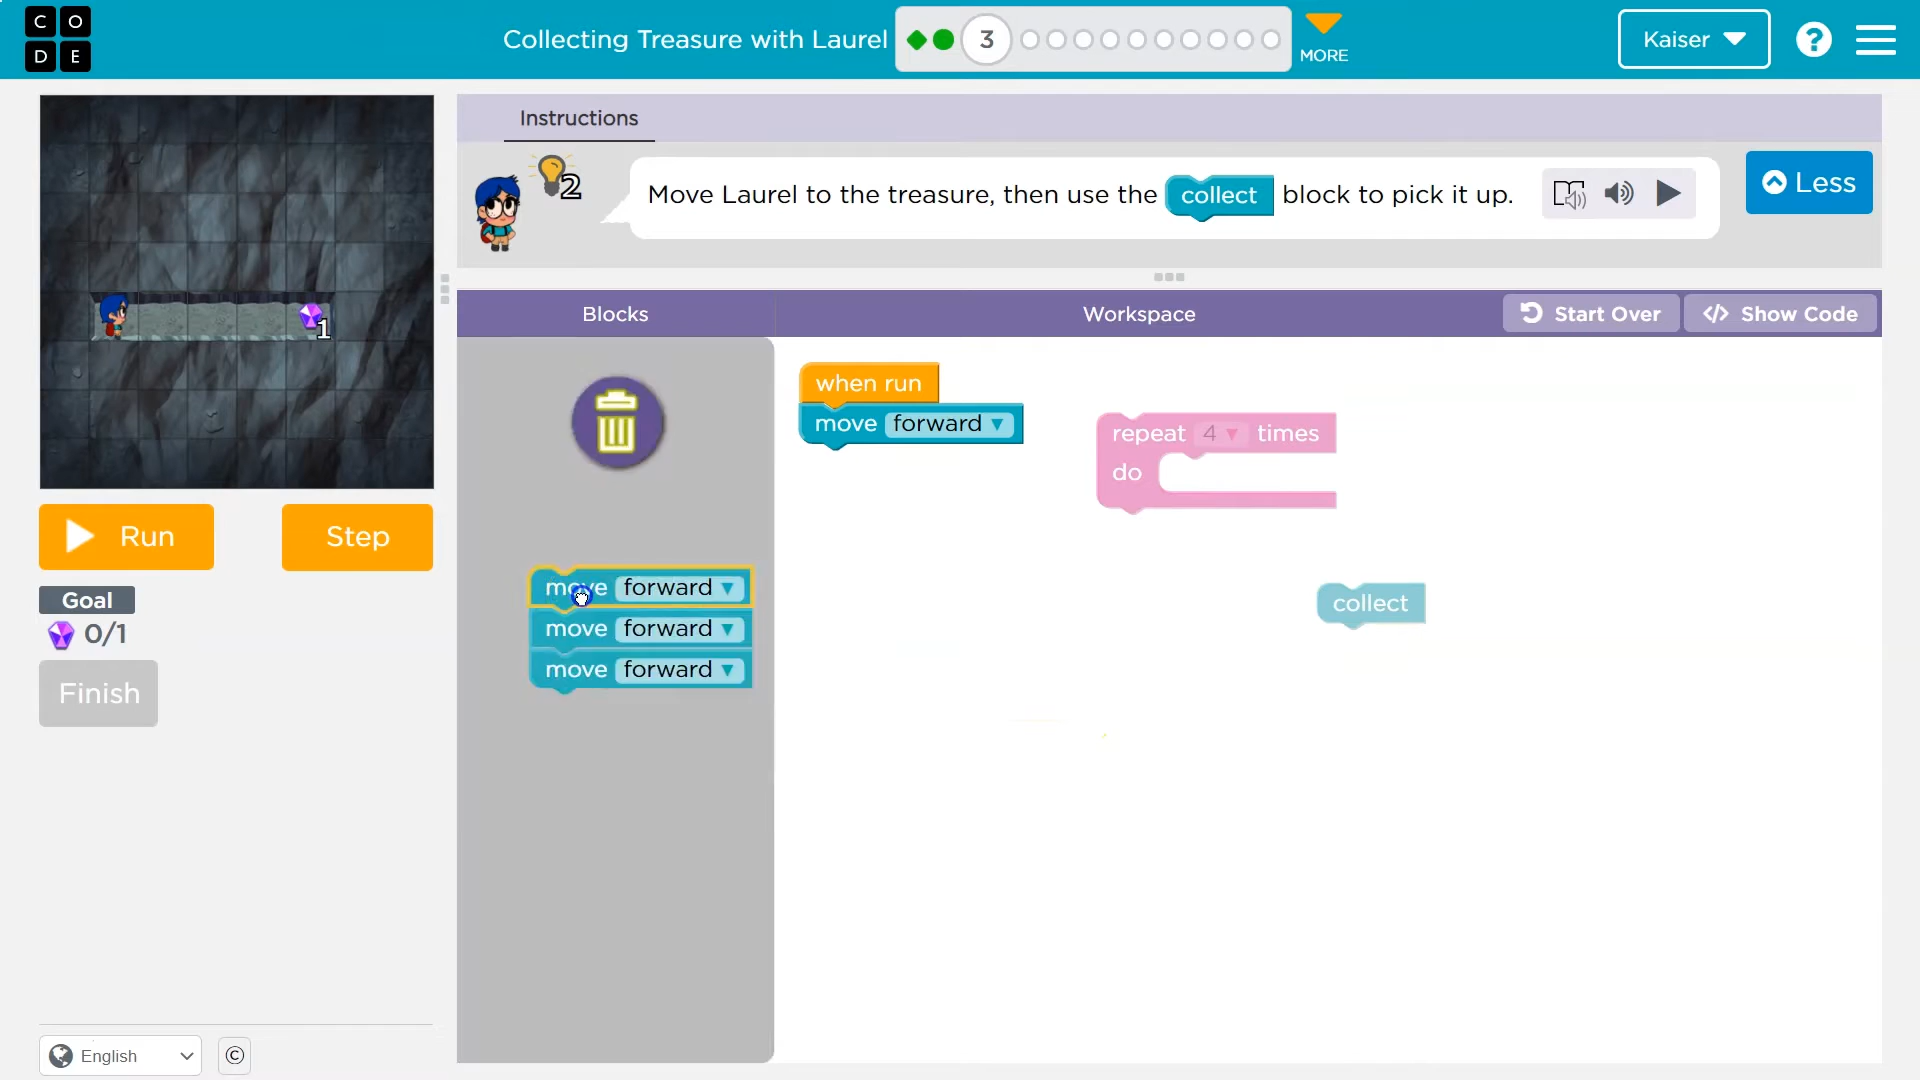 C O
D E
Collecting Treasure with Laurel
3
MORE
Kaiser
?
Instructions
2
Move Laurel to the treasure, then use the collect block to pick it up.
Less
1
Blocks
Workspace
Start Over
</> Show Code
when run
move forward
repeat 4 times
do
Run
Step
move forward
collect
Goal
0/1
move forward
move forward
Finish
English
©